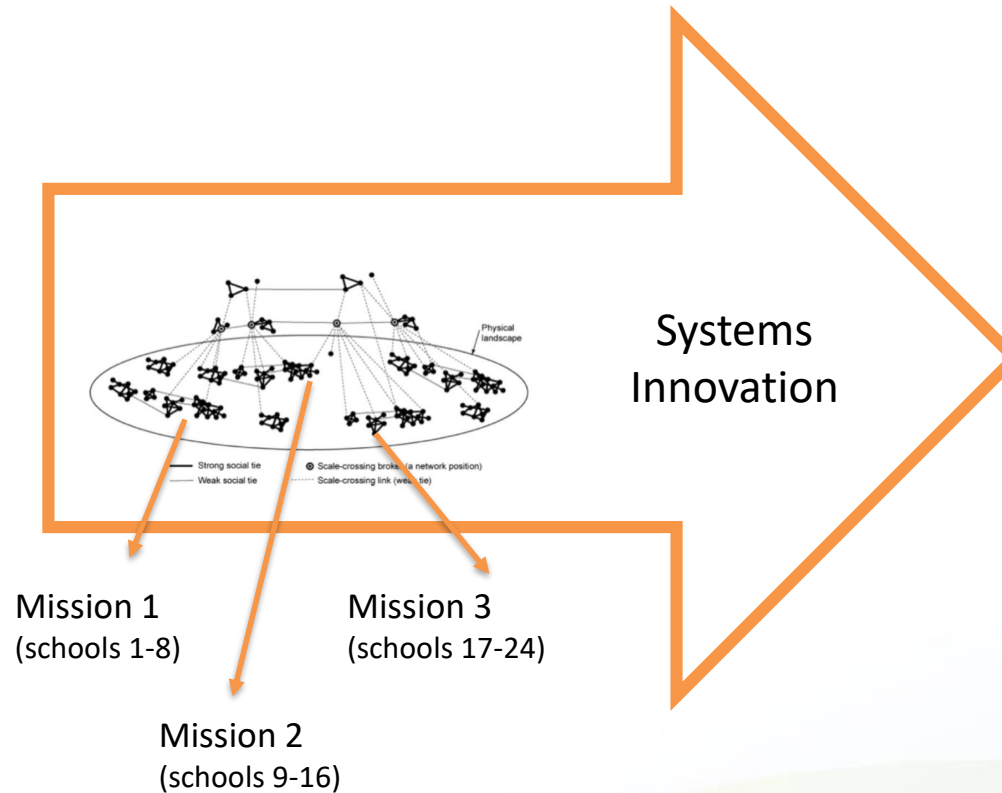 Physical
landscape
Systems
Innovation
Strong social tie
Scale-crossing broker (a network position)
Weak social tie
Scale-crossing link (weak tie)
Mission 1
(schools 1-8)
Mission 3
(schools 17-24)
Mission 2
(schools 9-16)